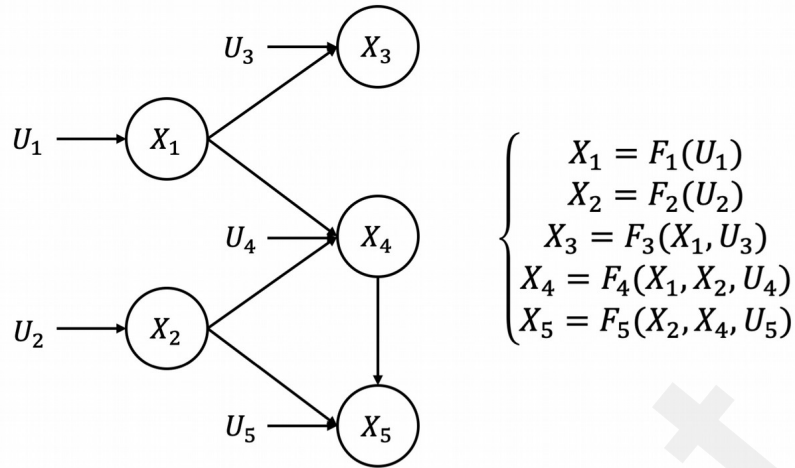 U₃ X₃
U₁ X₁
U₄ X₄
U₂ X₂
U₅ X₅
X₁ = F₁(U₁)
X₂ = F₂(U₂)
X₃ = F₃(X₁, U₃)
X₄ = F₄(X₁, X₂, U₄)
X₅ = F₅(X₂, X₄, U₅)